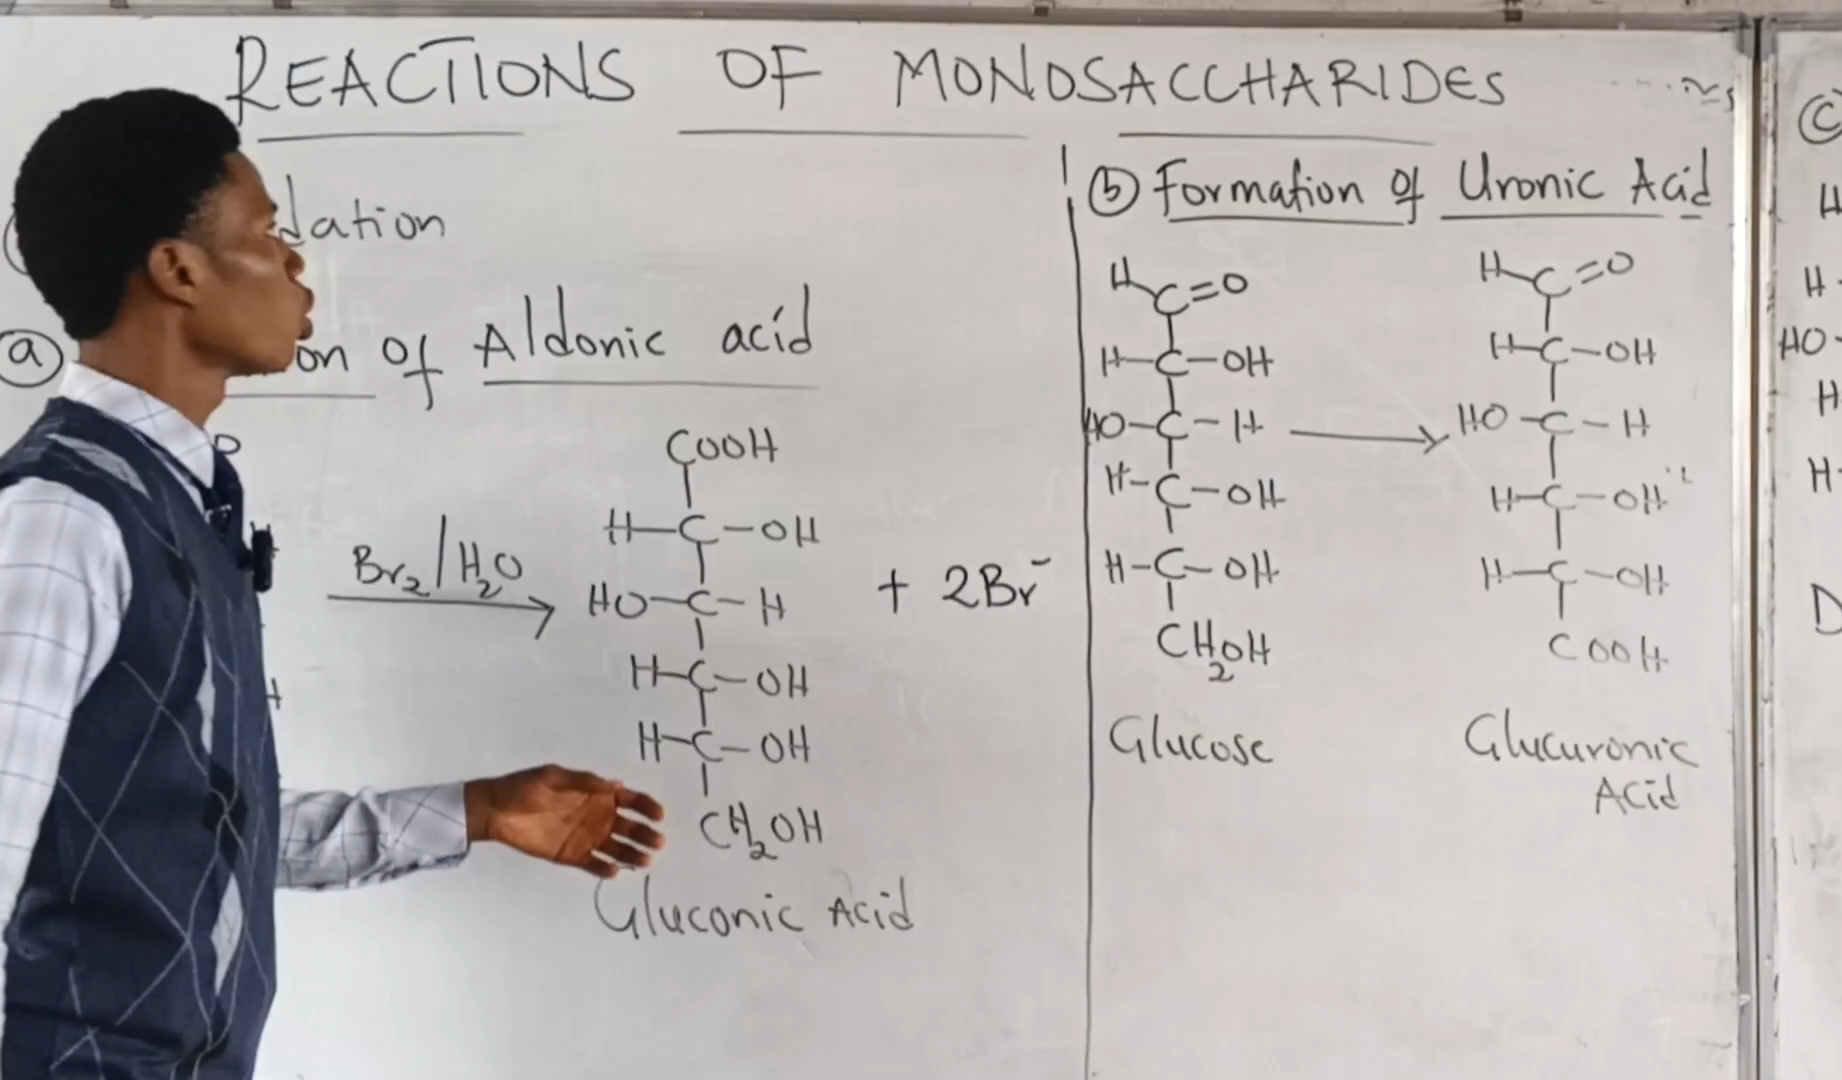 REACTIONS OF MONOSACCHARIDES
dation
(a) on of Aldonic acid
COOH
H-C-OH
Br2/H2O
HO-C-H
+ 2Br-
H-C-OH
H-C-OH
CH2OH
Gluconic Acid
(b) Formation of Uronic Acid
H C=O
H-C-OH
HO-C-H
H-C-OH
H-C-OH
CH2OH
Glucose
H C=O
H-C-OH
HO-C-H
H-C-OH
H-C-OH
COOH
Glucuronic
Acid
(c)
H
H-
HO-
H
H-
D